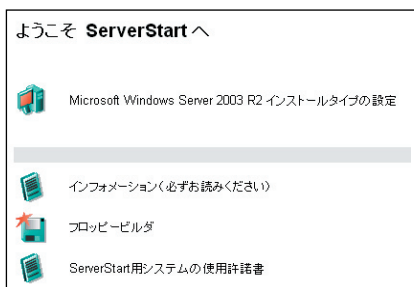 ようこそ ServerStart へ
Microsoft Windows Server 2003 R2 インストールタイプの設定
インフォメーション(必ずお読みください)
フロッピービルダ
ServerStart用システムの使用許諾書